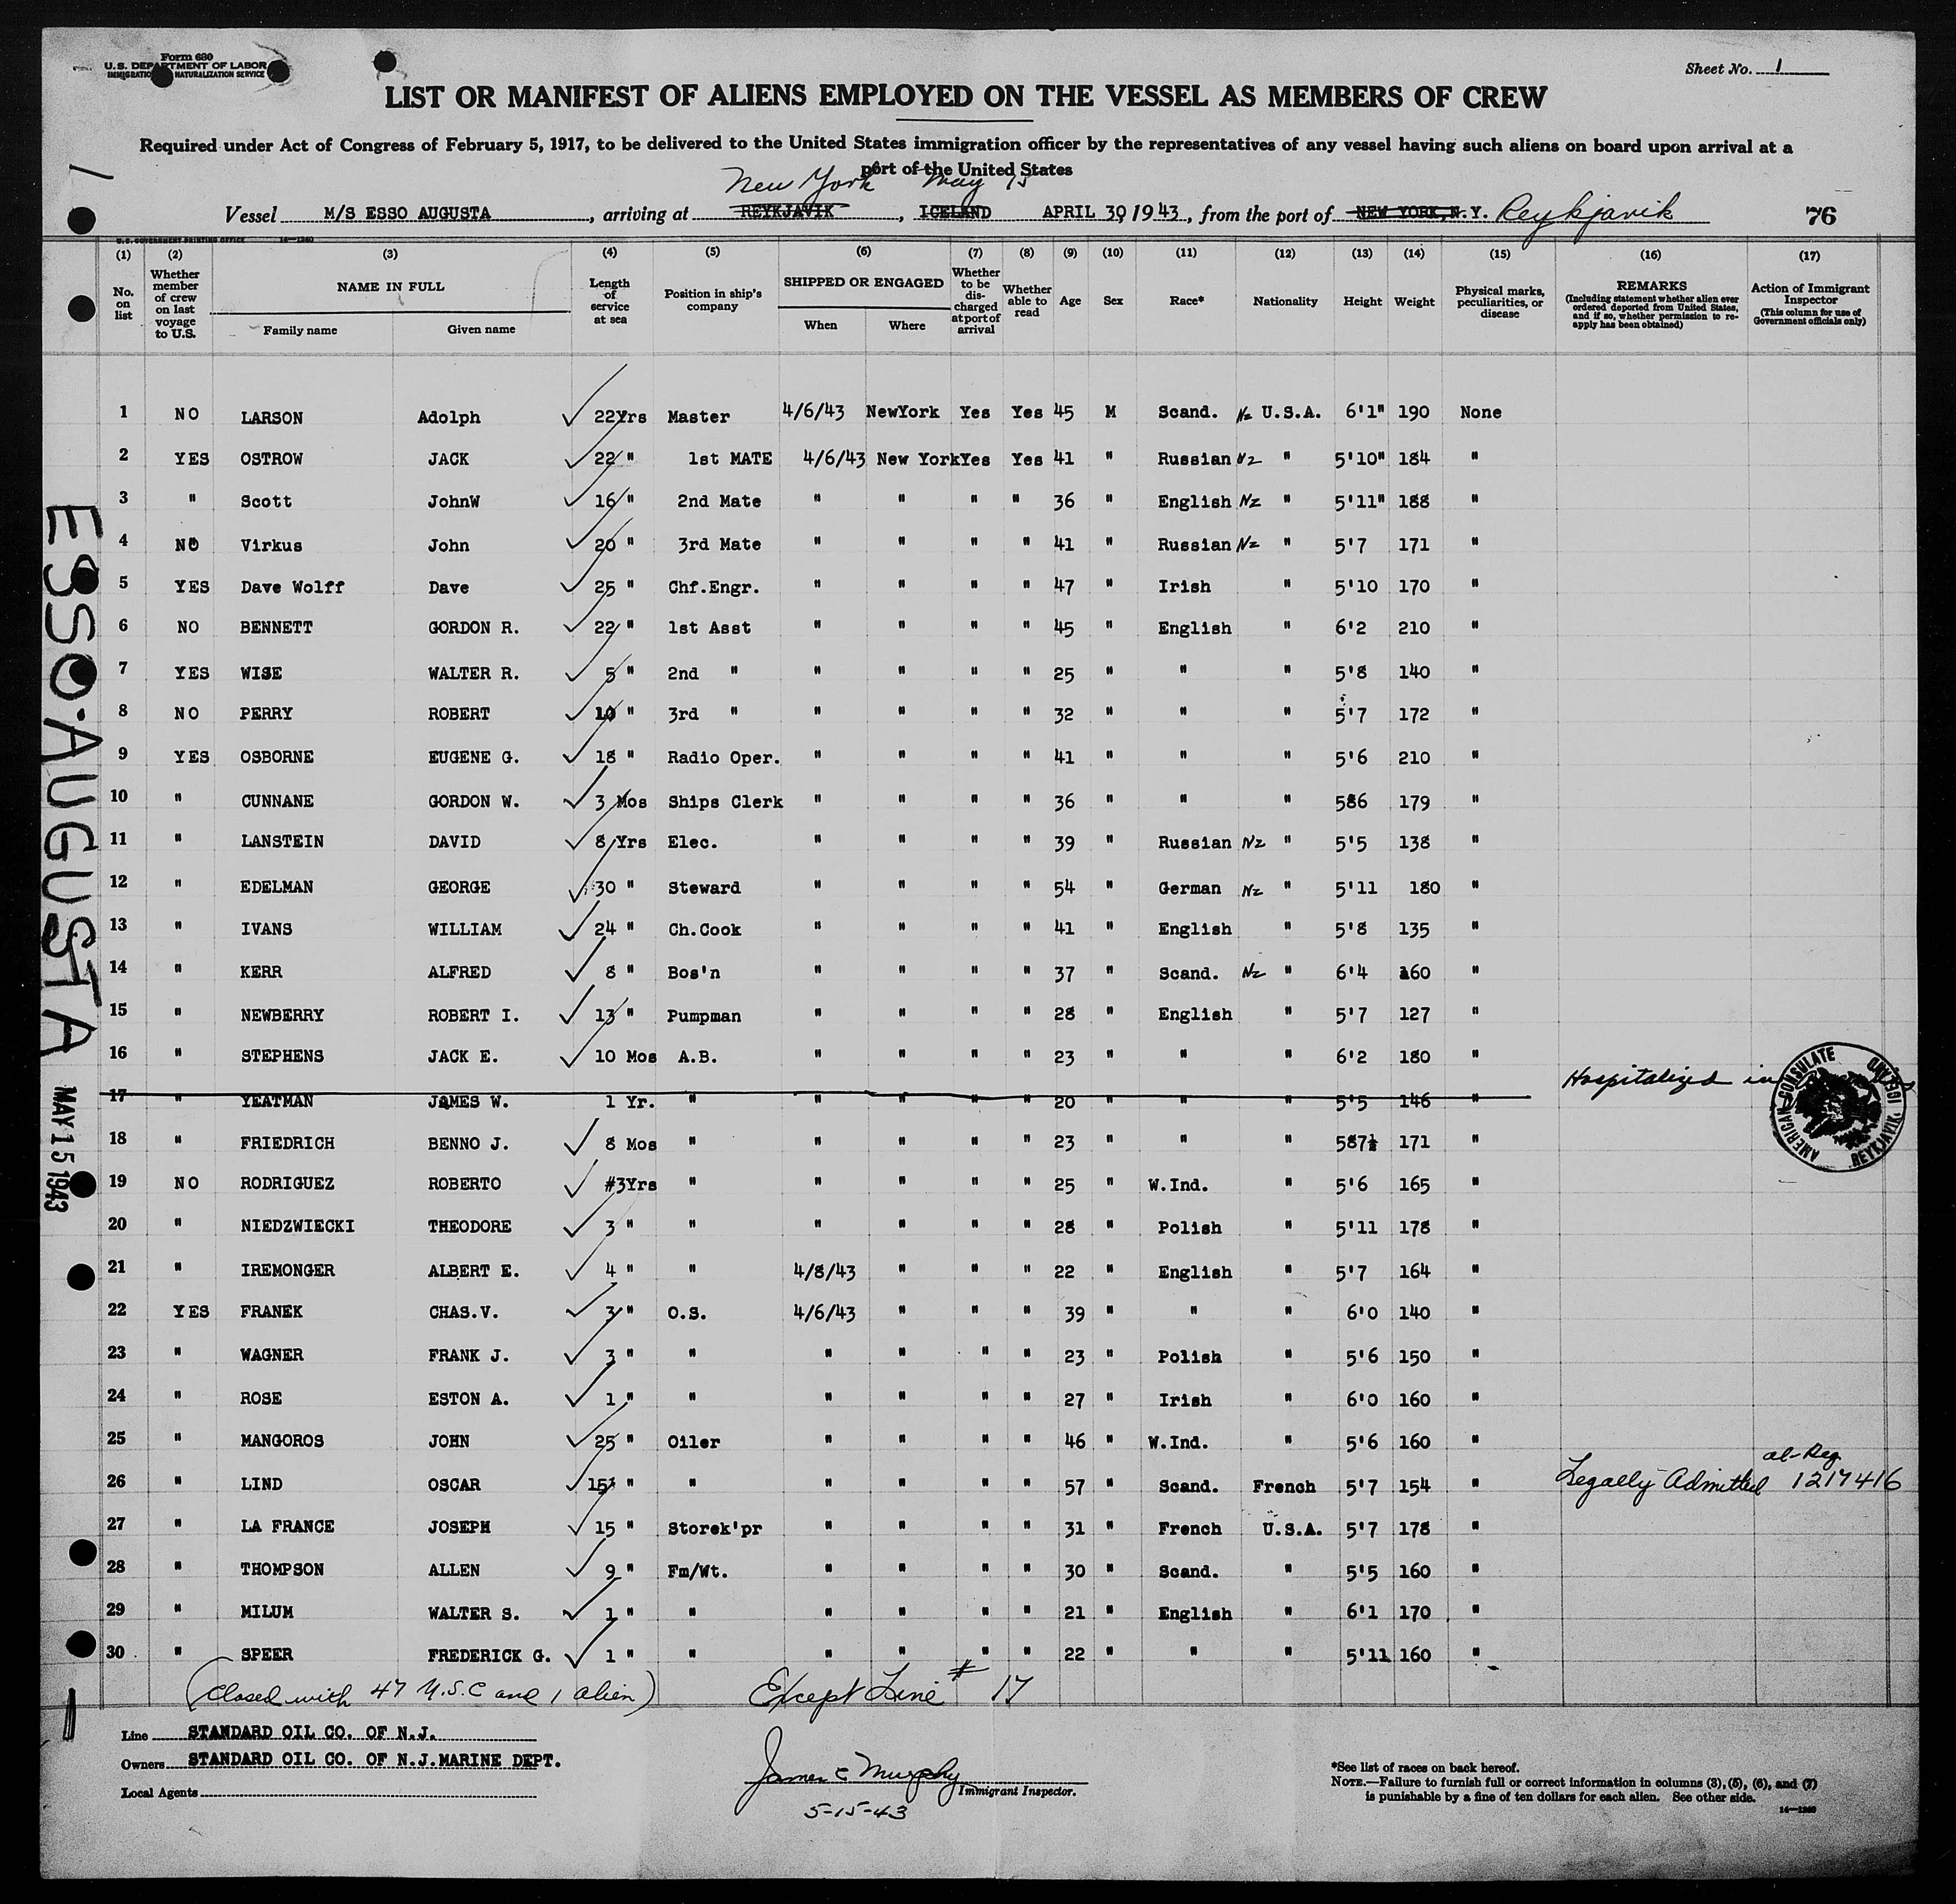 Form 680
U.S. DEPARTMENT OF LABOR
IMMIGRATION NATURALIZATION SERVICE
Sheet No. 1
LIST OR MANIFEST OF ALIENS EMPLOYED ON THE VESSEL AS MEMBERS OF CREW
Required under Act of Congress of February 5, 1917, to be delivered to the United States immigration officer by the representatives of any vessel having such aliens on board upon arrival at a
port of the United States
New York May 15
Vessel M/S ESSO AUGUSTA, arriving at REYKJAVIK, ICELAND APRIL 30 1943, from the port of NEW YORK, N.Y. Reykjavik
76
U.S. GOVERNMENT PRINTING OFFICE 14—1240
(1) (2) (3) (4) (5) (6) (7) (8) (9) (10) (11) (12) (13) (14) (15) (16) (17)
No. on list
Whether member of crew on last voyage to U.S.
NAME IN FULL
Family name Given name
Length of service at sea
Position in ship's company
SHIPPED OR ENGAGED
When Where
Whether to be discharged at port of arrival
Whether able to read
Age
Sex
Race*
Nationality
Height
Weight
Physical marks, peculiarities, or disease
REMARKS
(Including statement whether alien ever ordered deported from United States, and if so, whether permission to re-apply has been obtained)
Action of Immigrant Inspector
(This column for use of Government officials only)
1 NO LARSON Adolph 22Yrs Master 4/6/43 NewYork Yes Yes 45 M Scand. Nz U.S.A. 6'1" 190 None
2 YES OSTROW JACK 22 " 1st MATE 4/6/43 New York Yes Yes 41 " Russian Nz " 5'10" 184 "
3 " Scott JohnW 16 " 2nd Mate " " " " 36 " English Nz " 5'11" 188 "
4 NO Virkus John 20 " 3rd Mate " " " " 41 " Russian Nz " 5'7 171 "
5 YES Dave Wolff Dave 25 " Chf.Engr. " " " " 47 " Irish " 5'10 170 "
6 NO BENNETT GORDON R. 22 " 1st Asst " " " " 45 " English " 6'2 210 "
7 YES WISE WALTER R. 5 " 2nd " " " " " 25 " " " 5'8 140 "
8 NO PERRY ROBERT 10 " 3rd " " " " " 32 " " " 5'7 172 "
9 YES OSBORNE EUGENE G. 18 " Radio Oper. " " " " 41 " " " 5'6 210 "
10 " CUNNANE GORDON W. 3 Mos Ships Clerk " " " " 36 " " " 586 179 "
11 " LANSTEIN DAVID 8 Yrs Elec. " " " " 39 " Russian Nz " 5'5 138 "
12 " EDELMAN GEORGE 30 " Steward " " " " 54 " German Nz " 5'11 180 "
13 " IVANS WILLIAM 24 " Ch.Cook " " " " 41 " English " 5'8 135 "
14 " KERR ALFRED 8 " Bos'n " " " " 37 " Scand. Nz " 6'4 160 "
15 " NEWBERRY ROBERT I. 13 " Pumpman " " " " 28 " English " 5'7 127 "
16 " STEPHENS JACK E. 10 Mos A.B. " " " " 23 " " " 6'2 180 "
17 " YEATMAN JAMES W. 1 Yr. " " " " " 20 " " " 5'5 146 " Hospitalized in
18 " FRIEDRICH BENNO J. 8 Mos " " " " " 23 " " " 587½ 171 "
19 NO RODRIGUEZ ROBERTO #3Yrs " " " " " 25 " W.Ind. " 5'6 165 "
20 " NIEDZWIECKI THEODORE 3 " " " " " " 28 " Polish " 5'11 178 "
21 " IREMONGER ALBERT E. 4 " " 4/8/43 " " " 22 " English " 5'7 164 "
22 YES FRANEK CHAS.V. 3 " O.S. 4/6/43 " " " 39 " " " 6'0 140 "
23 " WAGNER FRANK J. 3 " " " " " " 23 " Polish " 5'6 150 "
24 " ROSE ESTON A. 1 " " " " " " 27 " Irish " 6'0 160 "
25 " MANGOROS JOHN 25 " Oiler " " " " 46 " W.Ind. " 5'6 160 "
26 " LIND OSCAR 15 " " " " " " 57 " Scand. French 5'7 154 " Legally Admitted al-Reg 1217416
27 " LA FRANCE JOSEPH 15 " Storek'pr " " " " 31 " French U.S.A. 5'7 178 "
28 " THOMPSON ALLEN 9 " Fm/Wt. " " " " 30 " Scand. " 5'5 160 "
29 " MILUM WALTER S. 1 " " " " " " 21 " English " 6'1 170 "
30 " SPEER FREDERICK G. 1 " " " " " " 22 " " " 5'11 160 "
AMERICAN CONSULATE REYKJAVIK, ICELAND
ESSO·AUGUSTA MAY 15 1943
(Closed with 47 U.S.C and 1 alien) Except Line # 17
Line STANDARD OIL CO. OF N.J.
Owners STANDARD OIL CO. OF N.J.MARINE DEPT.
Local Agents
James C Murphy Immigrant Inspector.
5-15-43
*See list of races on back hereof.
NOTE.—Failure to furnish full or correct information in columns (3), (5), (6), and (7)
is punishable by a fine of ten dollars for each alien. See other side.
14—1240